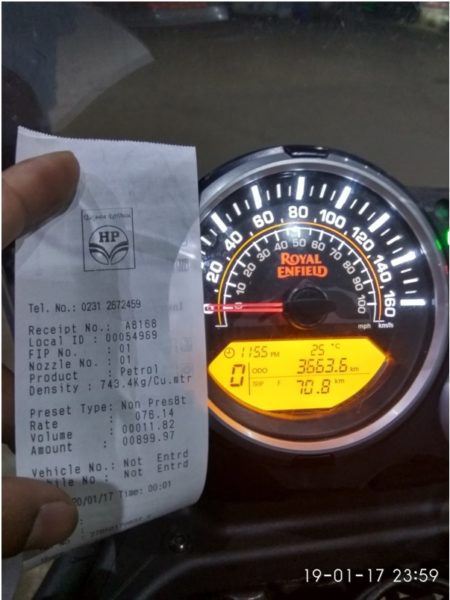 HP
Tel. No.: 0231 2672459
Receipt No.: A8168
Local ID : 00054969
FIP No. : 01
Nozzle No. : 01
Product : Petrol
Density : 743.4Kg/Cu.mtr
Preset Type: Non Preset
Rate : 076.14
Volume : 00011.82
Amount : 00899.97
Vehicle No.: Not Entrd
No : Not Entrd
20/01/17 Time: 00:01
20 40 60 80 100 120 140 160
10 20 30 40 50 60 70 80 90 100
mph km/h
ROYAL
ENFIELD
1155 PM 25 °C
0 ODO 3663.6 km
TRIP F 70.8 km
19-01-17 23:59